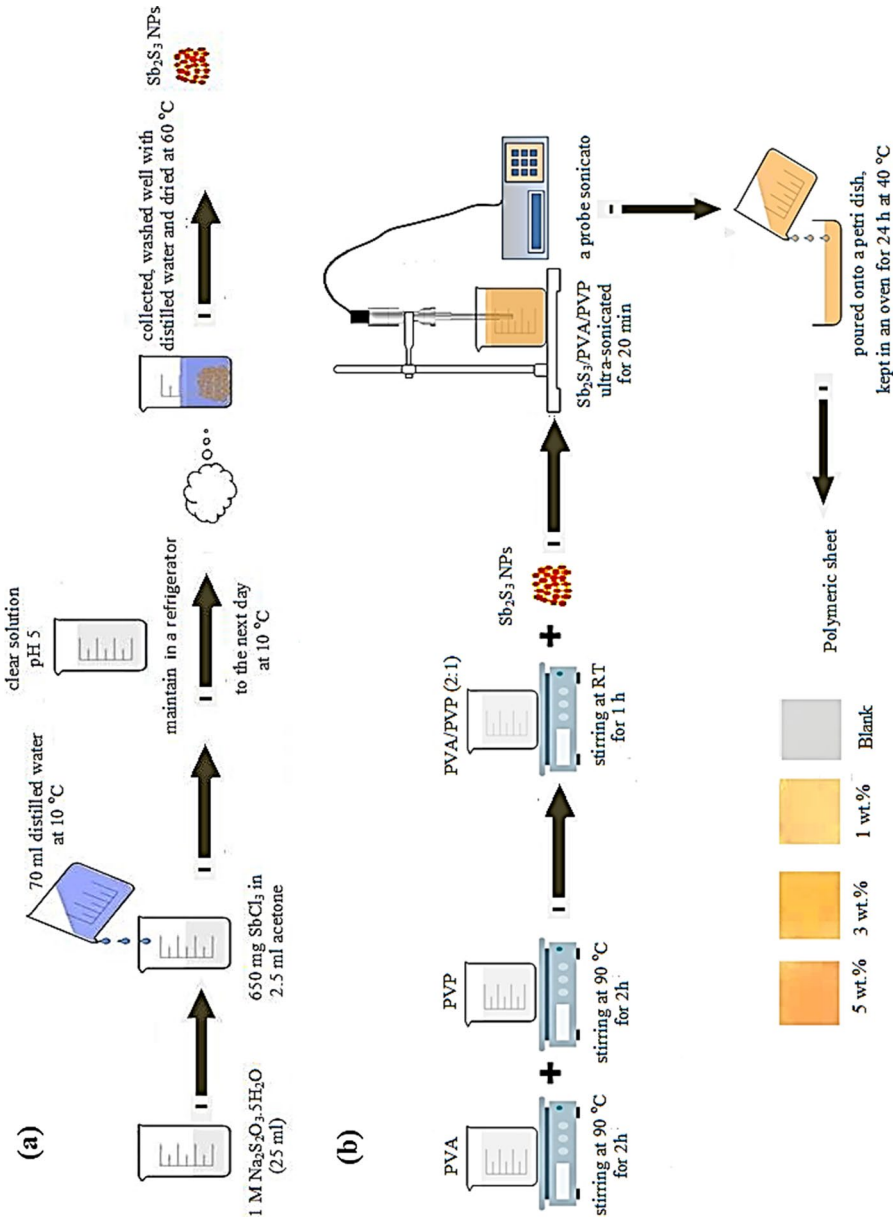 (a)
1 M Na₂S₂O₃.5H₂O
(25 ml)
70 ml distilled water
at 10 °C
650 mg SbCl₃ in
2.5 ml acetone
clear solution
pH 5
maintain in a refrigerator
to the next day
at 10 °C
collected, washed well with
distilled water and dried at 60 °C
Sb₂S₃ NPs
(b)
PVA
stirring at 90 °C
for 2h
+
PVP
stirring at 90 °C
for 2h
PVA/PVP (2:1)
stirring at RT
for 1 h
+
Sb₂S₃ NPs
Sb₂S₃/PVA/PVP
ultra-sonicated
for 20 min
a probe sonicato
poured onto a petri dish,
kept in an oven for 24 h at 40 °C
Polymeric sheet
5 wt.%
3 wt.%
1 wt.%
Blank